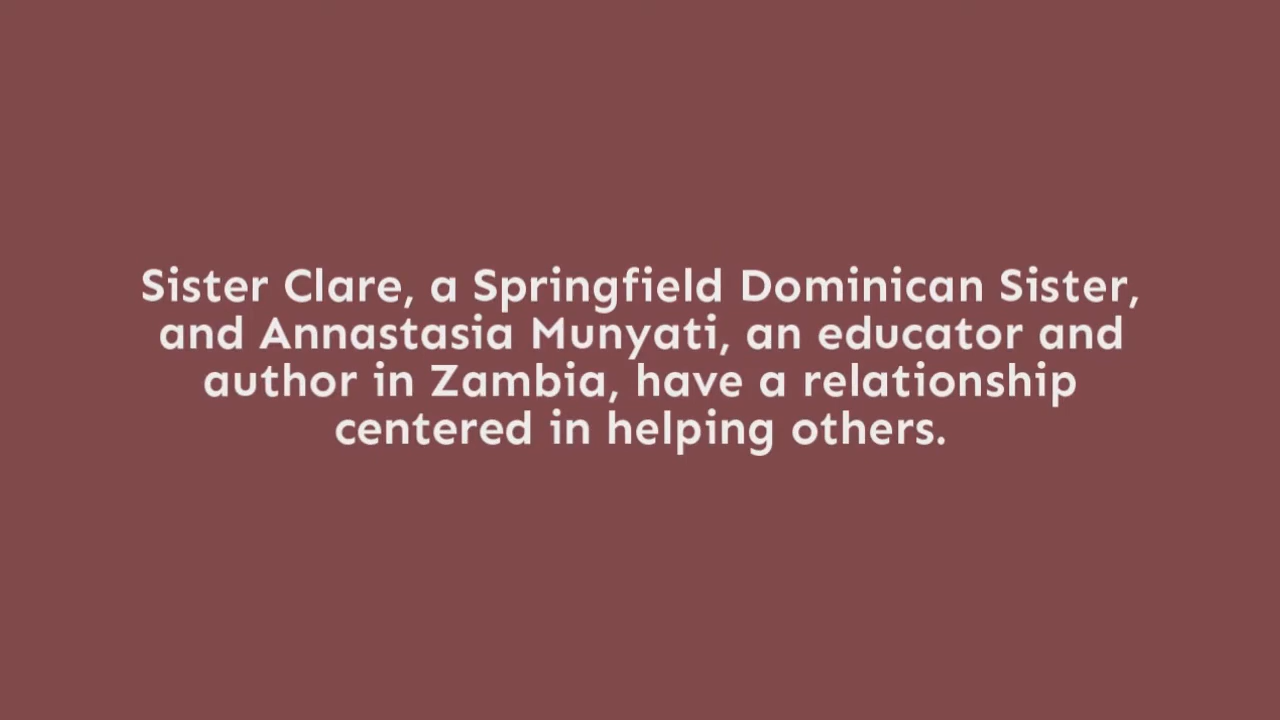 Sister Clare, a Springfield Dominican Sister,
and Annastasia Munyati, an educator and
author in Zambia, have a relationship
centered in helping others.